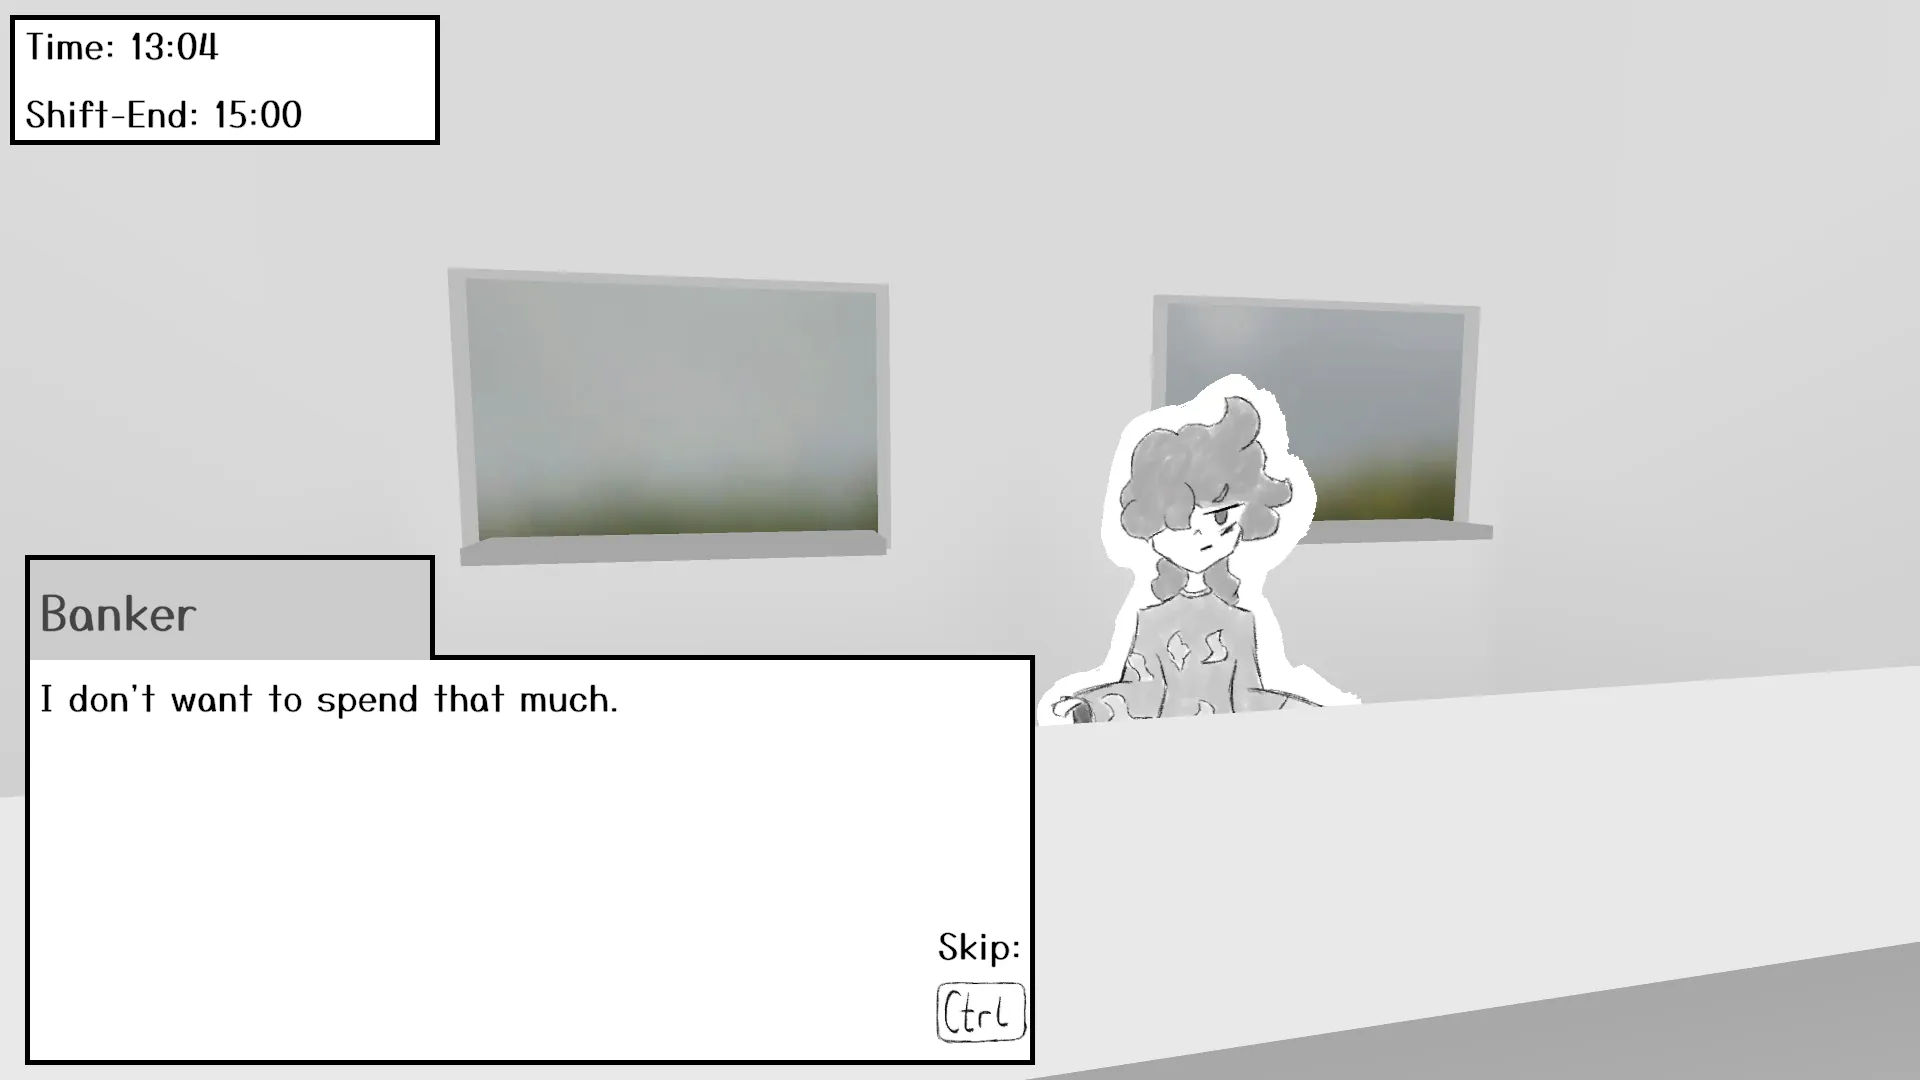 Time: 13:04
Shift-End: 15:00
Banker
I don't want to spend that much.
Skip:
Ctrl